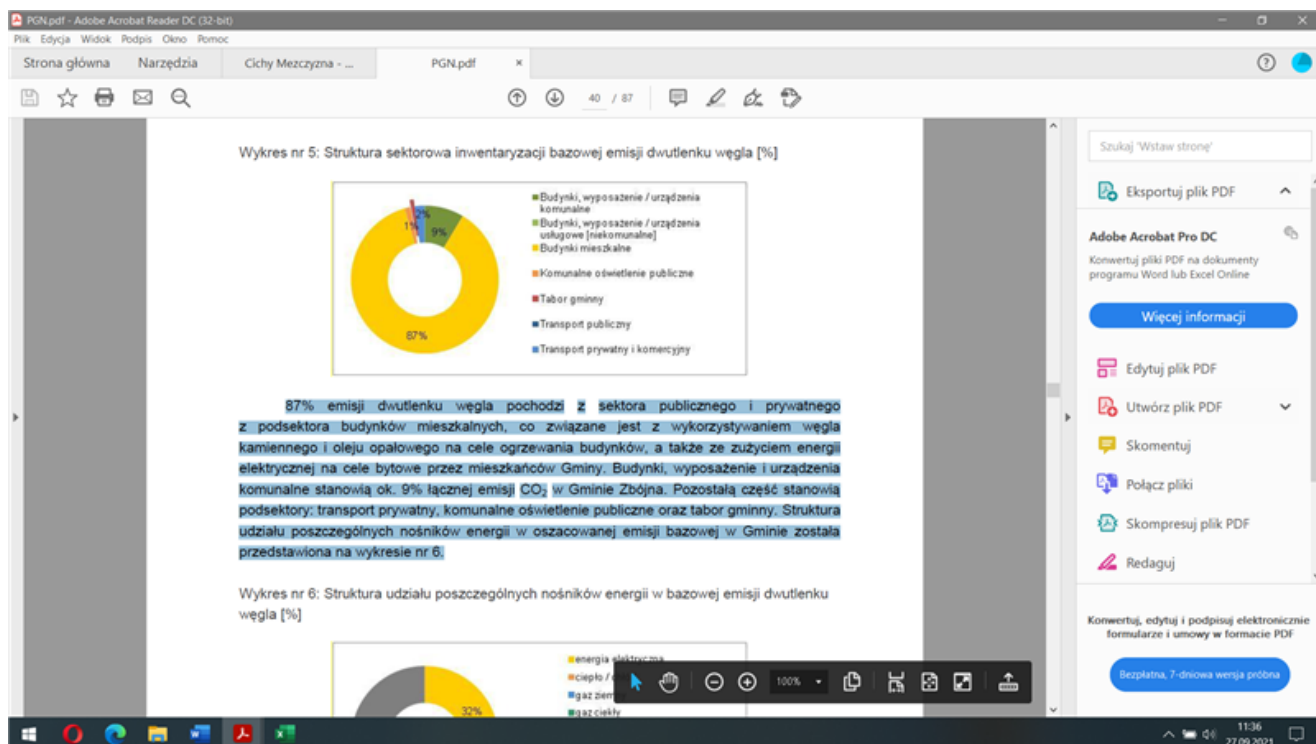 PGN.pdf - Adobe Acrobat Reader DC (32-bit)
Plik Edycja Widok Podpis Okno Pomoc
Strona główna Narzędzia Cichy Mezczyzna - ... PGN.pdf ×
40 / 87
Wykres nr 5: Struktura sektorowa inwentaryzacji bazowej emisji dwutlenku węgla [%]
1% 2% 9%
87%
Budynki, wyposażenie / urządzenia
komunalne
Budynki, wyposażenie / urządzenia
usługowe [niekomunalne]
Budynki mieszkalne
Komunalne oświetlenie publiczne
Tabor gminny
Transport publiczny
Transport prywatny i komercyjny
87% emisji dwutlenku węgla pochodzi z sektora publicznego i prywatnego
z podsektora budynków mieszkalnych, co związane jest z wykorzystywaniem węgla
kamiennego i oleju opałowego na cele ogrzewania budynków, a także ze zużyciem energii
elektrycznej na cele bytowe przez mieszkańców Gminy. Budynki, wyposażenie i urządzenia
komunalne stanowią ok. 9% łącznej emisji CO₂ w Gminie Zbójna. Pozostałą część stanowią
podsektory: transport prywatny, komunalne oświetlenie publiczne oraz tabor gminny. Struktura
udziału poszczególnych nośników energii w oszacowanej emisji bazowej w Gminie została
przedstawiona na wykresie nr 6.
Wykres nr 6: Struktura udziału poszczególnych nośników energii w bazowej emisji dwutlenku
węgla [%]
32%
energia elektryczna
ciepło /
gaz
gaz ciekły
100%
Szukaj 'Wstaw stronę'
Eksportuj plik PDF
Adobe Acrobat Pro DC
Konwertuj pliki PDF na dokumenty
programu Word lub Excel Online
Więcej informacji
Edytuj plik PDF
Utwórz plik PDF
Skomentuj
Połącz pliki
Skompresuj plik PDF
Redaguj
Konwertuj, edytuj i podpisuj elektronicznie
formularze i umowy w formacie PDF
Bezpłatna, 7-dniowa wersja próbna
11:36
27.09.2021